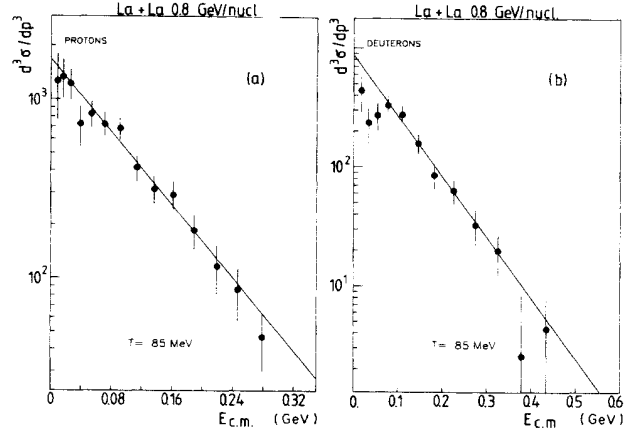 La + La 0.8 GeV/nucl.
d³σ/dp³
PROTONS
(a)
10³
10²
T = 85 MeV
0 0.08 0.16 0.24 0.32
E c.m. (GeV)
La + La 0.8 GeV/nucl.
d³σ/dp³
DEUTERONS
(b)
10³
10²
10¹
T = 85 MeV
0. 0.1 0.2 0.3 0.4 0.5 0.6
E c.m (GeV)